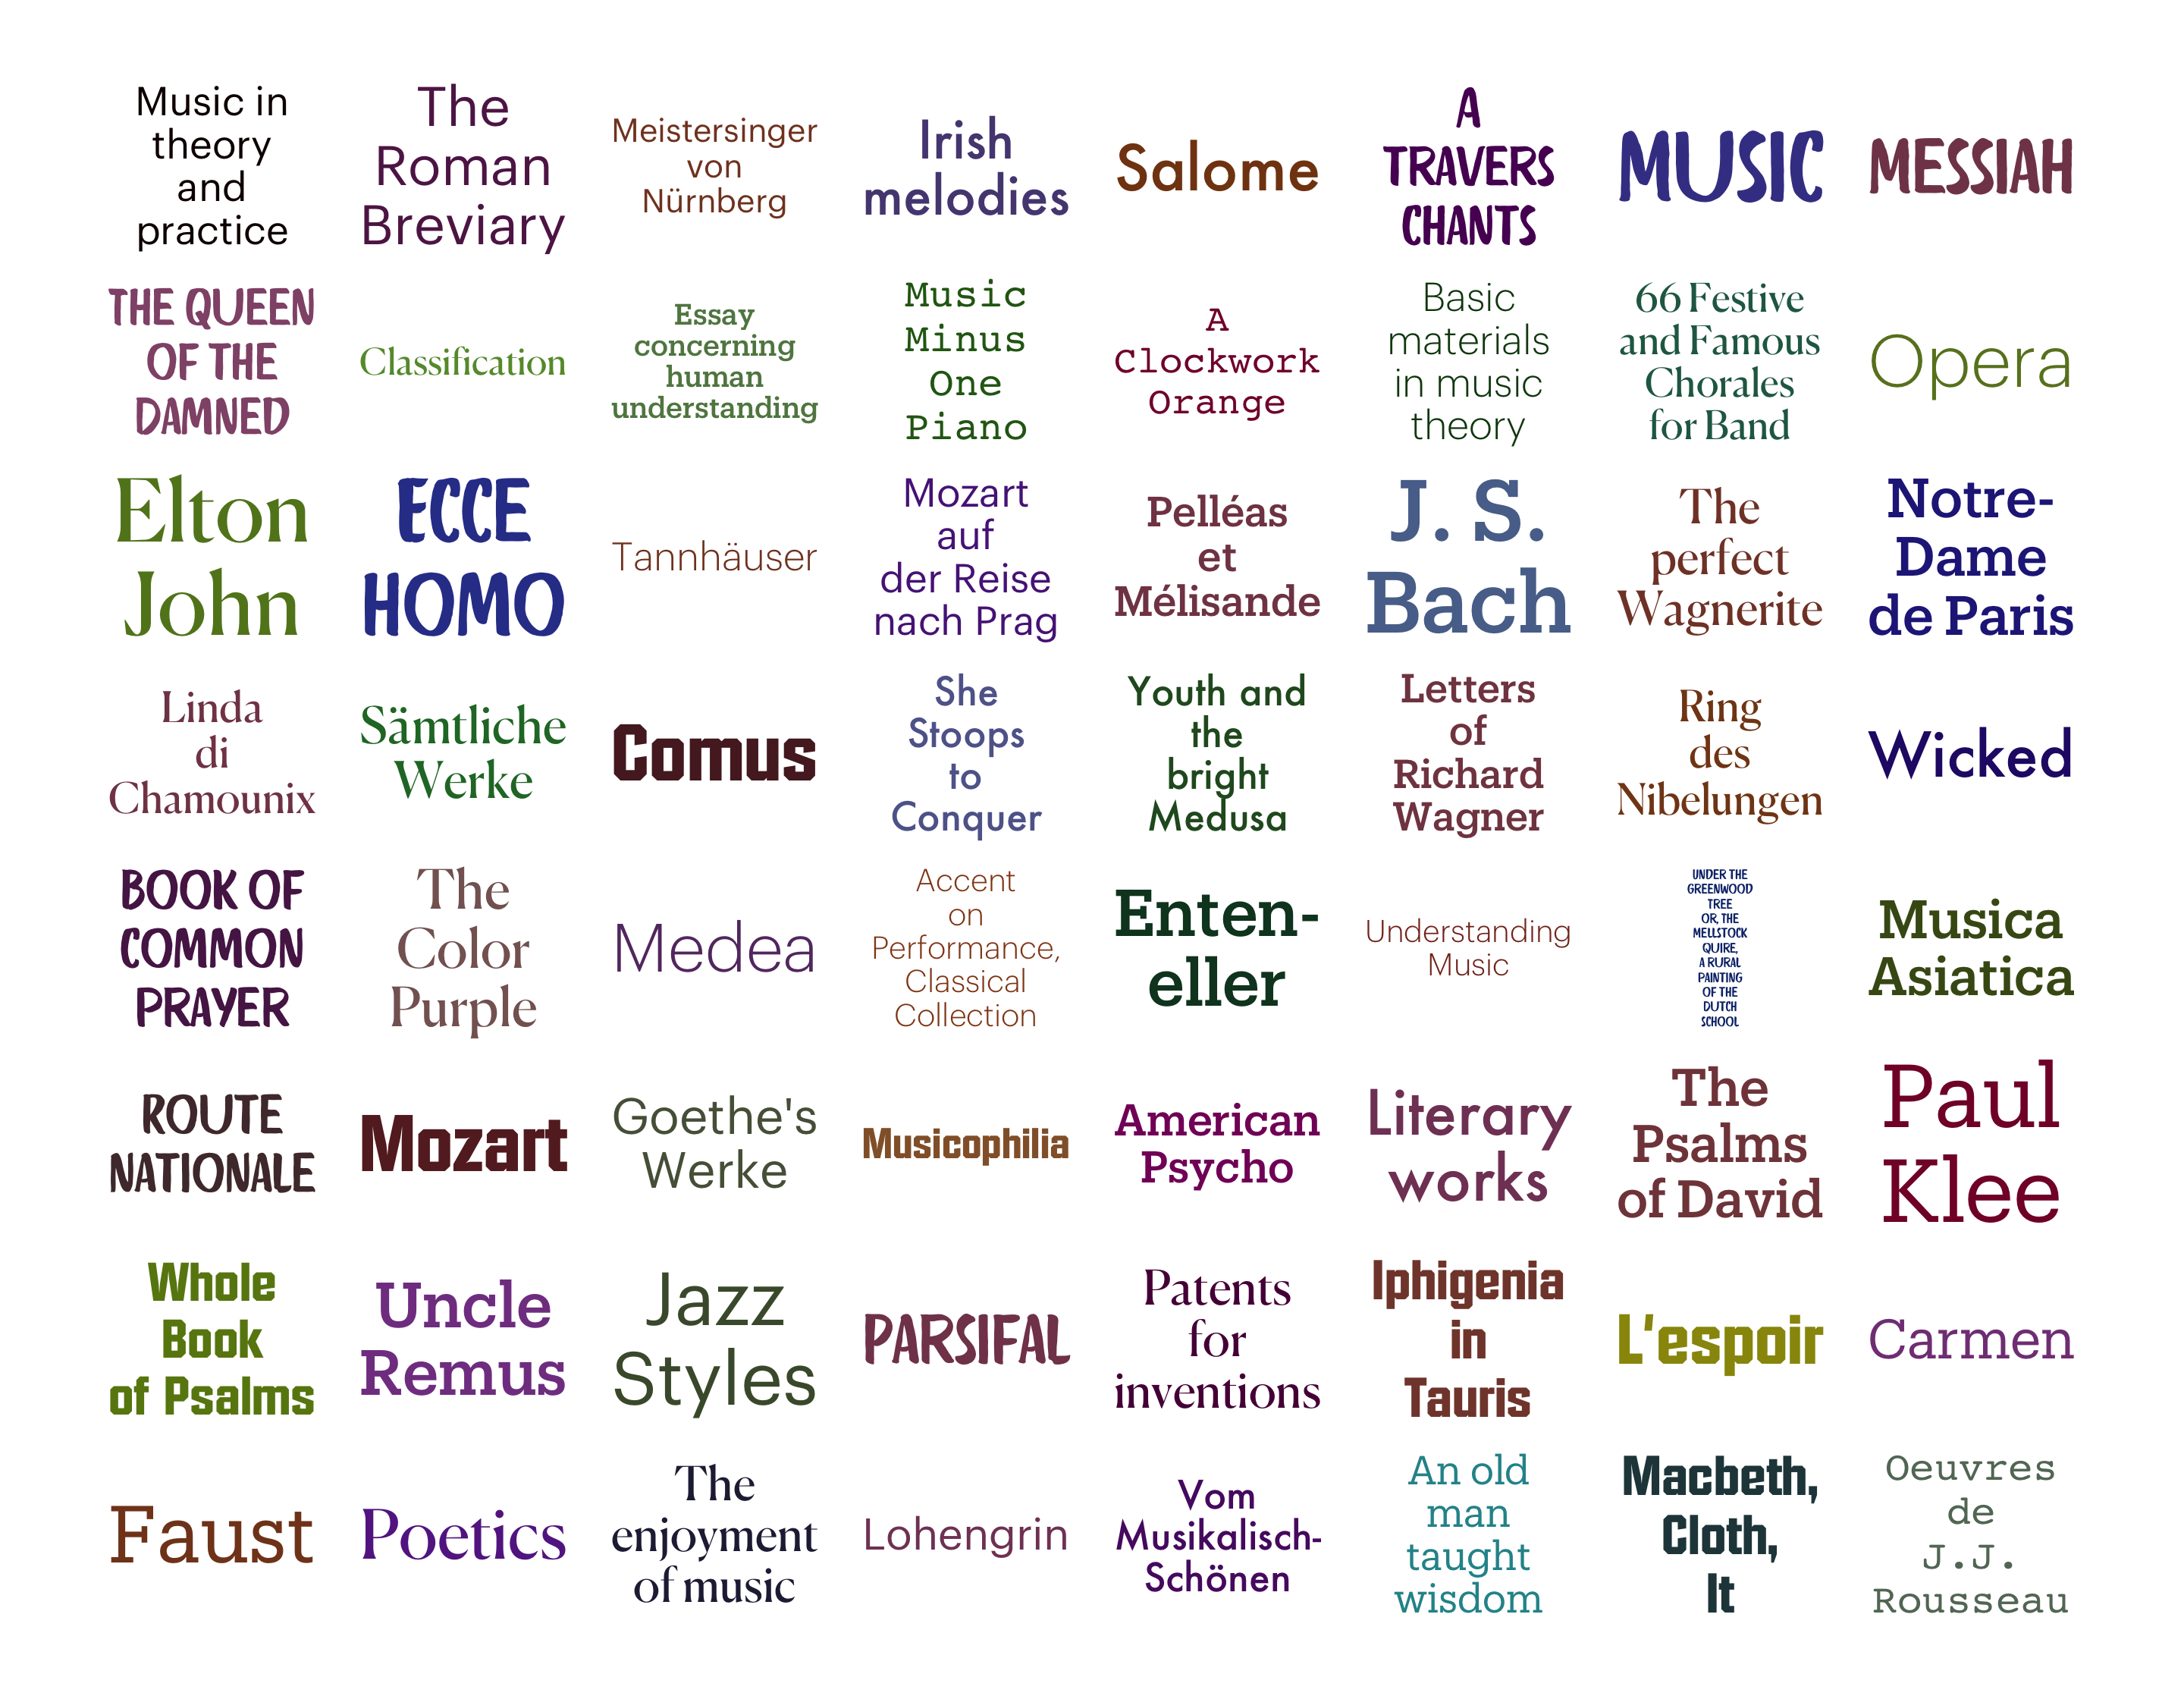 Music in
theory
and
practice
The
Roman
Breviary
Meistersinger
von
Nürnberg
Irish
melodies
Salome
A
TRAVERS
CHANTS
MUSIC
MESSIAH
THE QUEEN
OF THE
DAMNED
Classification
Essay
concerning
human
understanding
Music
Minus
One
Piano
A
Clockwork
Orange
Basic
materials
in music
theory
66 Festive
and Famous
Chorales
for Band
Opera
Elton
John
ECCE
HOMO
Tannhäuser
Mozart
auf
der Reise
nach Prag
Pelléas
et
Mélisande
J. S.
Bach
The
perfect
Wagnerite
Notre-
Dame
de Paris
Linda
di
Chamounix
Sämtliche
Werke
Comus
She
Stoops
to
Conquer
Youth and
the
bright
Medusa
Letters
of
Richard
Wagner
Ring
des
Nibelungen
Wicked
BOOK OF
COMMON
PRAYER
The
Color
Purple
Medea
Accent
on
Performance,
Classical
Collection
Enten-
eller
Understanding
Music
UNDER THE
GREENWOOD
TREE
OR, THE
MELLSTOCK
QUIRE,
A RURAL
PAINTING
OF THE
DUTCH
SCHOOL
Musica
Asiatica
ROUTE
NATIONALE
Mozart
Goethe's
Werke
Musicophilia
American
Psycho
Literary
works
The
Psalms
of David
Paul
Klee
Whole
Book
of Psalms
Uncle
Remus
Jazz
Styles
PARSIFAL
Patents
for
inventions
Iphigenia
in
Tauris
L'espoir
Carmen
Faust
Poetics
The
enjoyment
of music
Lohengrin
Vom
Musikalisch-
Schönen
An old
man
taught
wisdom
Macbeth,
Cloth,
It
Oeuvres
de
J.J.
Rousseau